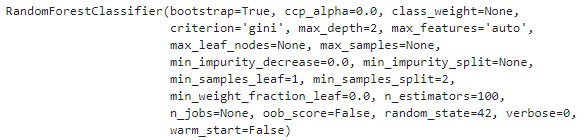 RandomForestClassifier(bootstrap=True, ccp_alpha=0.0, class_weight=None,
criterion='gini', max_depth=2, max_features='auto',
max_leaf_nodes=None, max_samples=None,
min_impurity_decrease=0.0, min_impurity_split=None,
min_samples_leaf=1, min_samples_split=2,
min_weight_fraction_leaf=0.0, n_estimators=100,
n_jobs=None, oob_score=False, random_state=42, verbose=0,
warm_start=False)